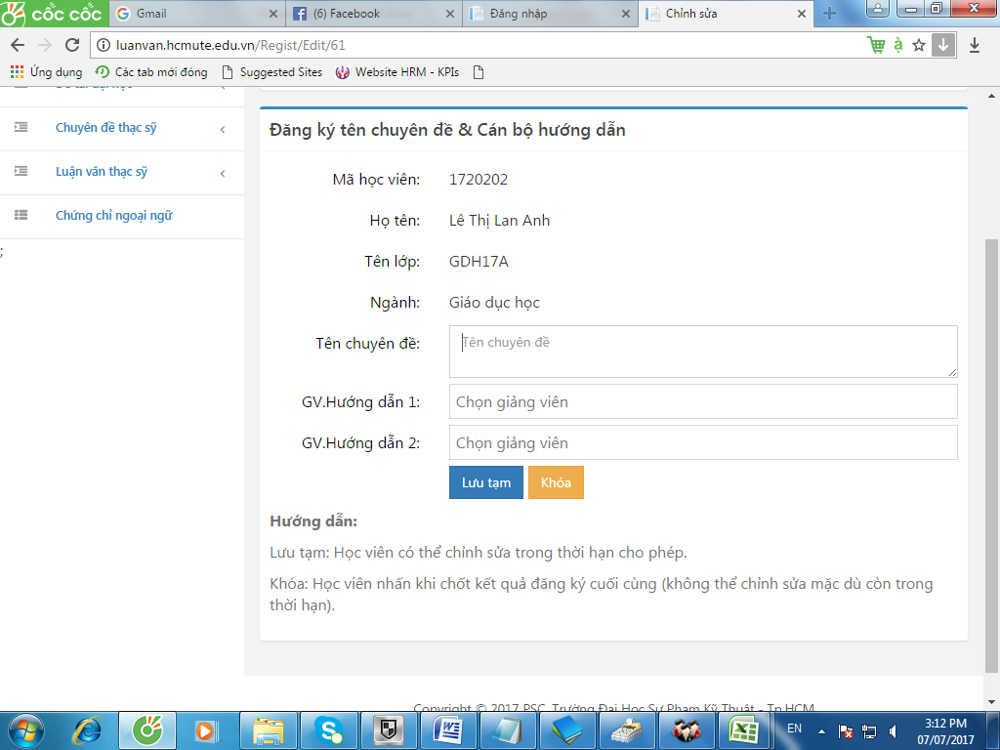 cốc cốc
Gmail
(6) Facebook
Đăng nhập
Chỉnh sửa
luanvan.hcmute.edu.vn/Regist/Edit/61
Ứng dụng
Các tab mới đóng
Suggested Sites
Website HRM - KPIs
Chuyên đề thạc sỹ
Luận văn thạc sỹ
Chứng chỉ ngoại ngữ
;
Đăng ký tên chuyên đề & Cán bộ hướng dẫn
Mã học viên: 1720202
Họ tên: Lê Thị Lan Anh
Tên lớp: GDH17A
Ngành: Giáo dục học
Tên chuyên đề: Tên chuyên đề
GV.Hướng dẫn 1: Chọn giảng viên
GV.Hướng dẫn 2: Chọn giảng viên
Lưu tạm Khóa
Hướng dẫn:
Lưu tạm: Học viên có thể chỉnh sửa trong thời hạn cho phép.
Khóa: Học viên nhấn khi chốt kết quả đăng ký cuối cùng (không thể chỉnh sửa mặc dù còn trong
thời hạn).
Copyright © 2017 PSC. Trường Đại Học Sư Phạm Kỹ Thuật - Tp.HCM
EN
3:12 PM
07/07/2017